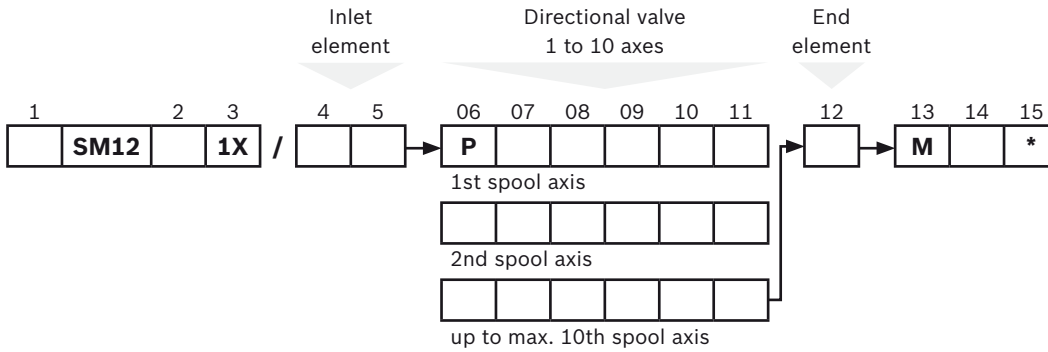 Inlet
element
Directional valve
1 to 10 axes
End
element
1 2 3 4 5 06 07 08 09 10 11 12 13 14 15
SM12 1X / P M *
1st spool axis
2nd spool axis
up to max. 10th spool axis